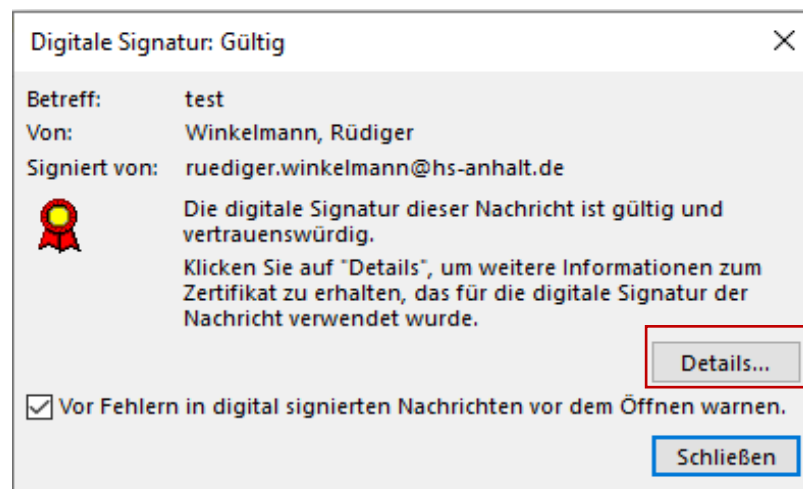 Digitale Signatur: Gültig
Betreff: test
Von: Winkelmann, Rüdiger
Signiert von: ruediger.winkelmann@hs-anhalt.de
Die digitale Signatur dieser Nachricht ist gültig und
vertrauenswürdig.
Klicken Sie auf "Details", um weitere Informationen zum
Zertifikat zu erhalten, das für die digitale Signatur der
Nachricht verwendet wurde.
Details...
Vor Fehlern in digital signierten Nachrichten vor dem Öffnen warnen.
Schließen